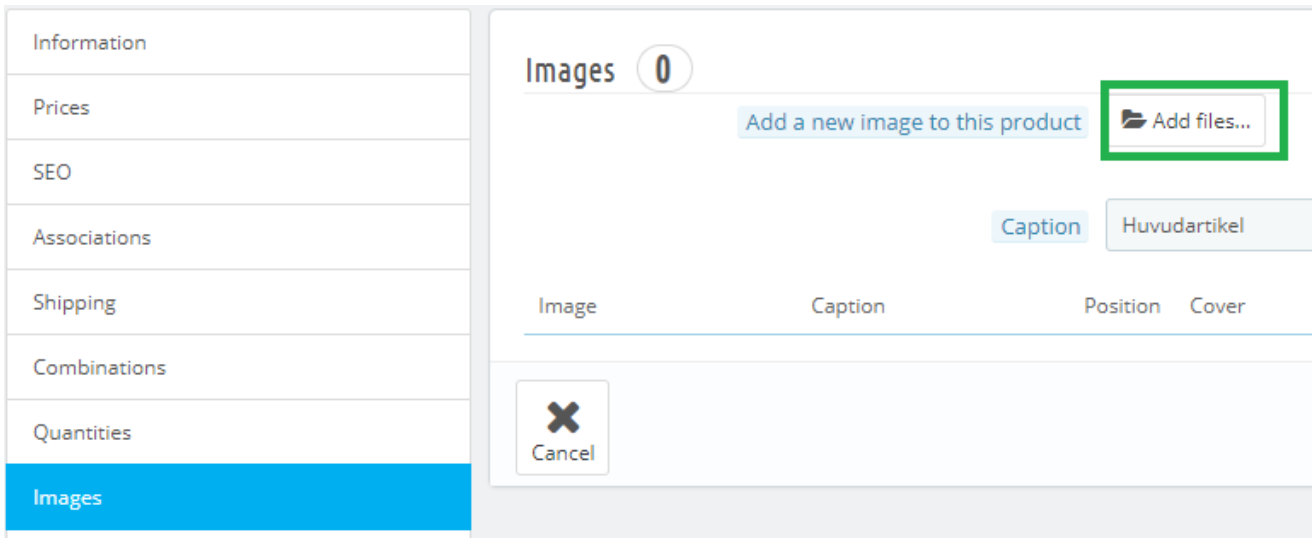 Information
Prices
SEO
Associations
Shipping
Combinations
Quantities
Images
Images 0
Add a new image to this product Add files...
Caption Huvudartikel
Image Caption Position Cover
Cancel